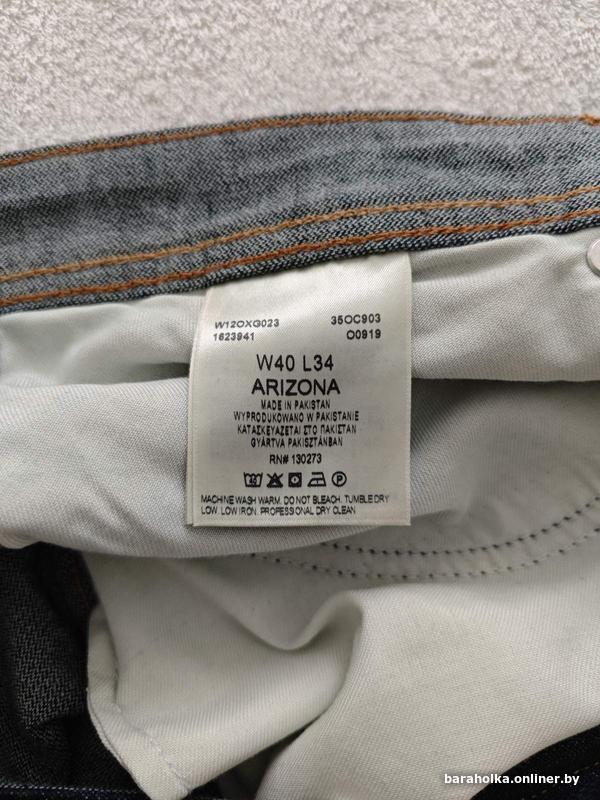 W12OXG023 35OC903
1623941 O0919
W40 L34
ARIZONA
MADE IN PAKISTAN
WYPRODUKOWANO W PAKISTANIE
ΚΑΤΑΣΚΕΥΑΖΕΤΑΙ ΣΤΟ ΠΑΚΙΣΤΑΝ
GYÁRTVA PAKISZTÁNBAN
RN# 130273
MACHINE WASH WARM. DO NOT BLEACH. TUMBLE DRY
LOW. LOW IRON. PROFESSIONAL DRY CLEAN
baraholka.onliner.by